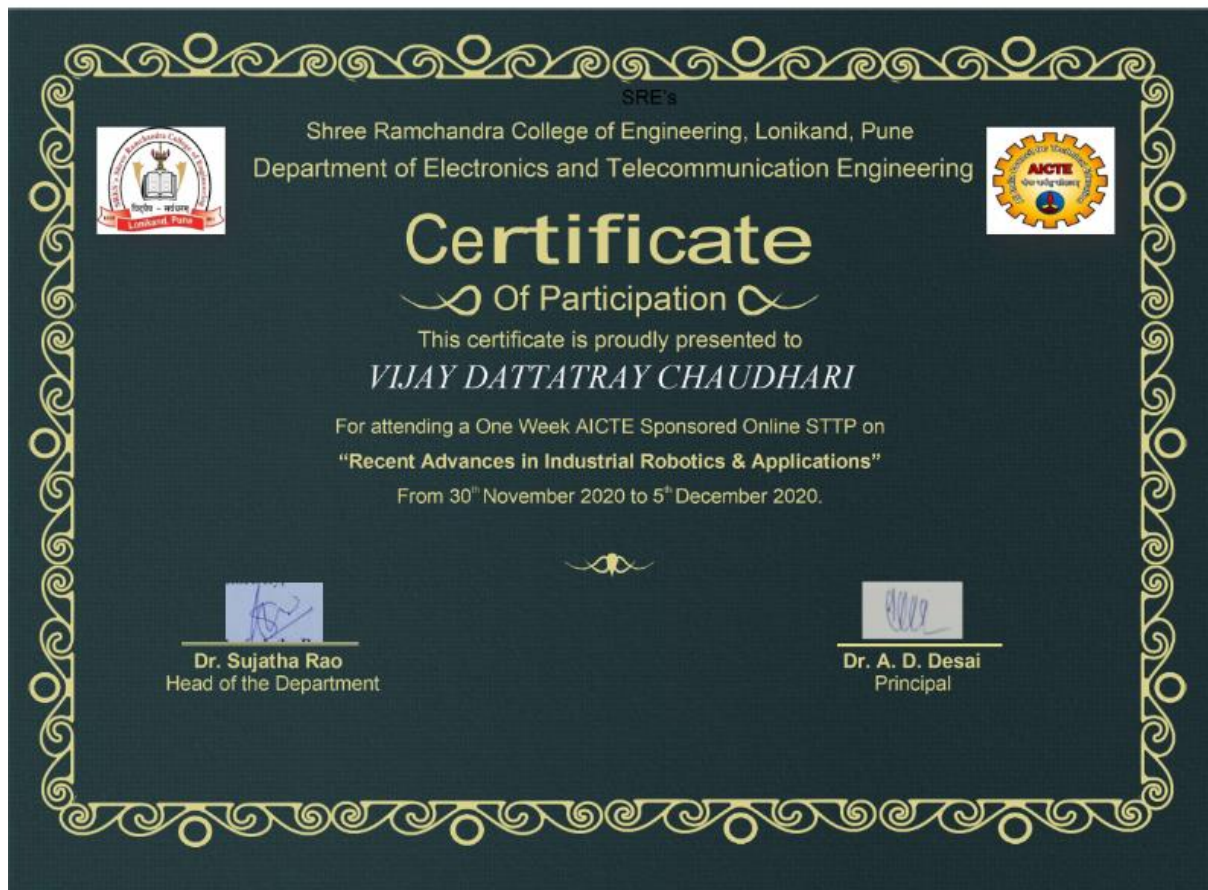 SRE's
Shree Ramchandra College of Engineering, Lonikand, Pune
Department of Electronics and Telecommunication Engineering
Lonikand, Pune
AICTE
Certificate
Of Participation
This certificate is proudly presented to
VIJAY DATTATRAY CHAUDHARI
For attending a One Week AICTE Sponsored Online STTP on
“Recent Advances in Industrial Robotics & Applications”
From 30th November 2020 to 5th December 2020.
Dr. Sujatha Rao
Head of the Department
Dr. A. D. Desai
Principal